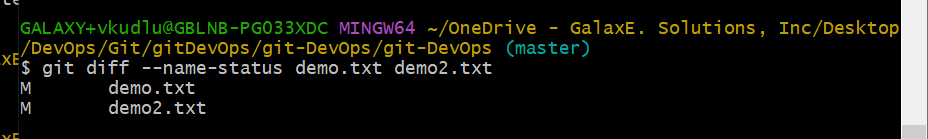 GALAXY+vkudlu@GBLNB-PG033XDC MINGW64 ~/OneDrive - GalaxE. Solutions, Inc/Desktop
/DevOps/Git/gitDevOps/git-DevOps/git-DevOps (master)
$ git diff --name-status demo.txt demo2.txt
M       demo.txt
M       demo2.txt